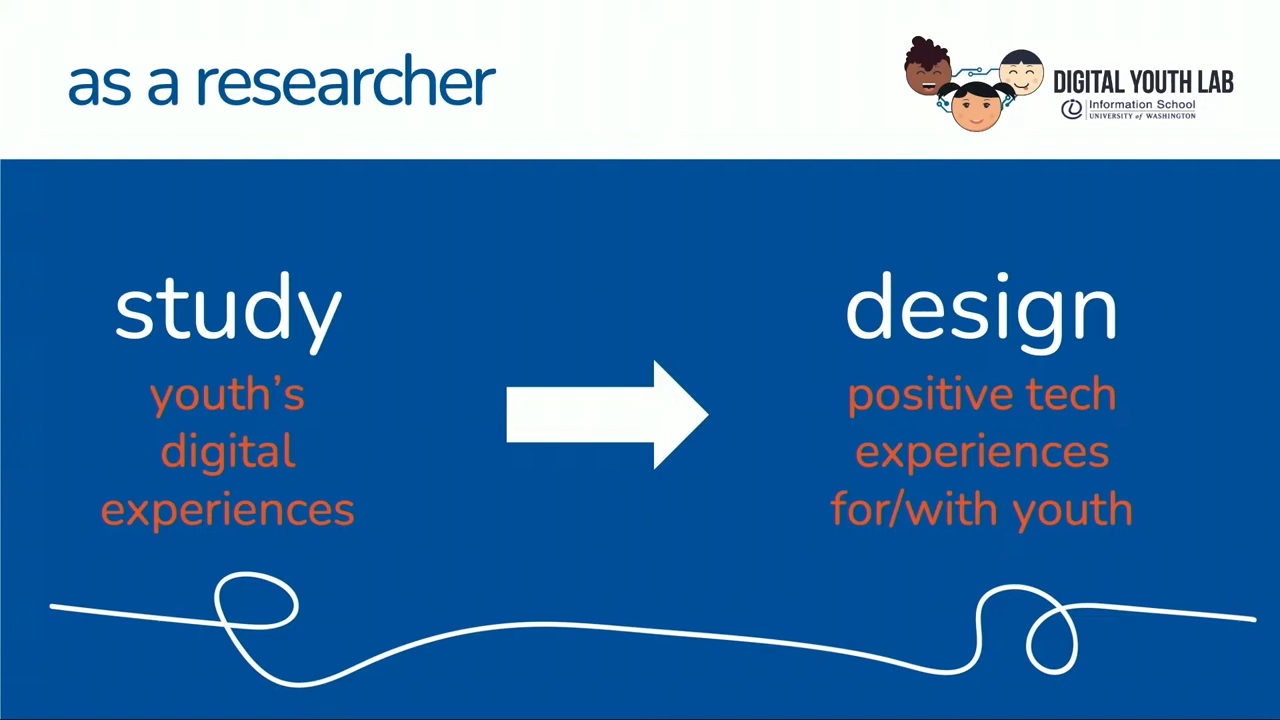 as a researcher
DIGITAL YOUTH LAB
Information School
UNIVERSITY of WASHINGTON
study
youth's
digital
experiences
design
positive tech
experiences
for/with youth